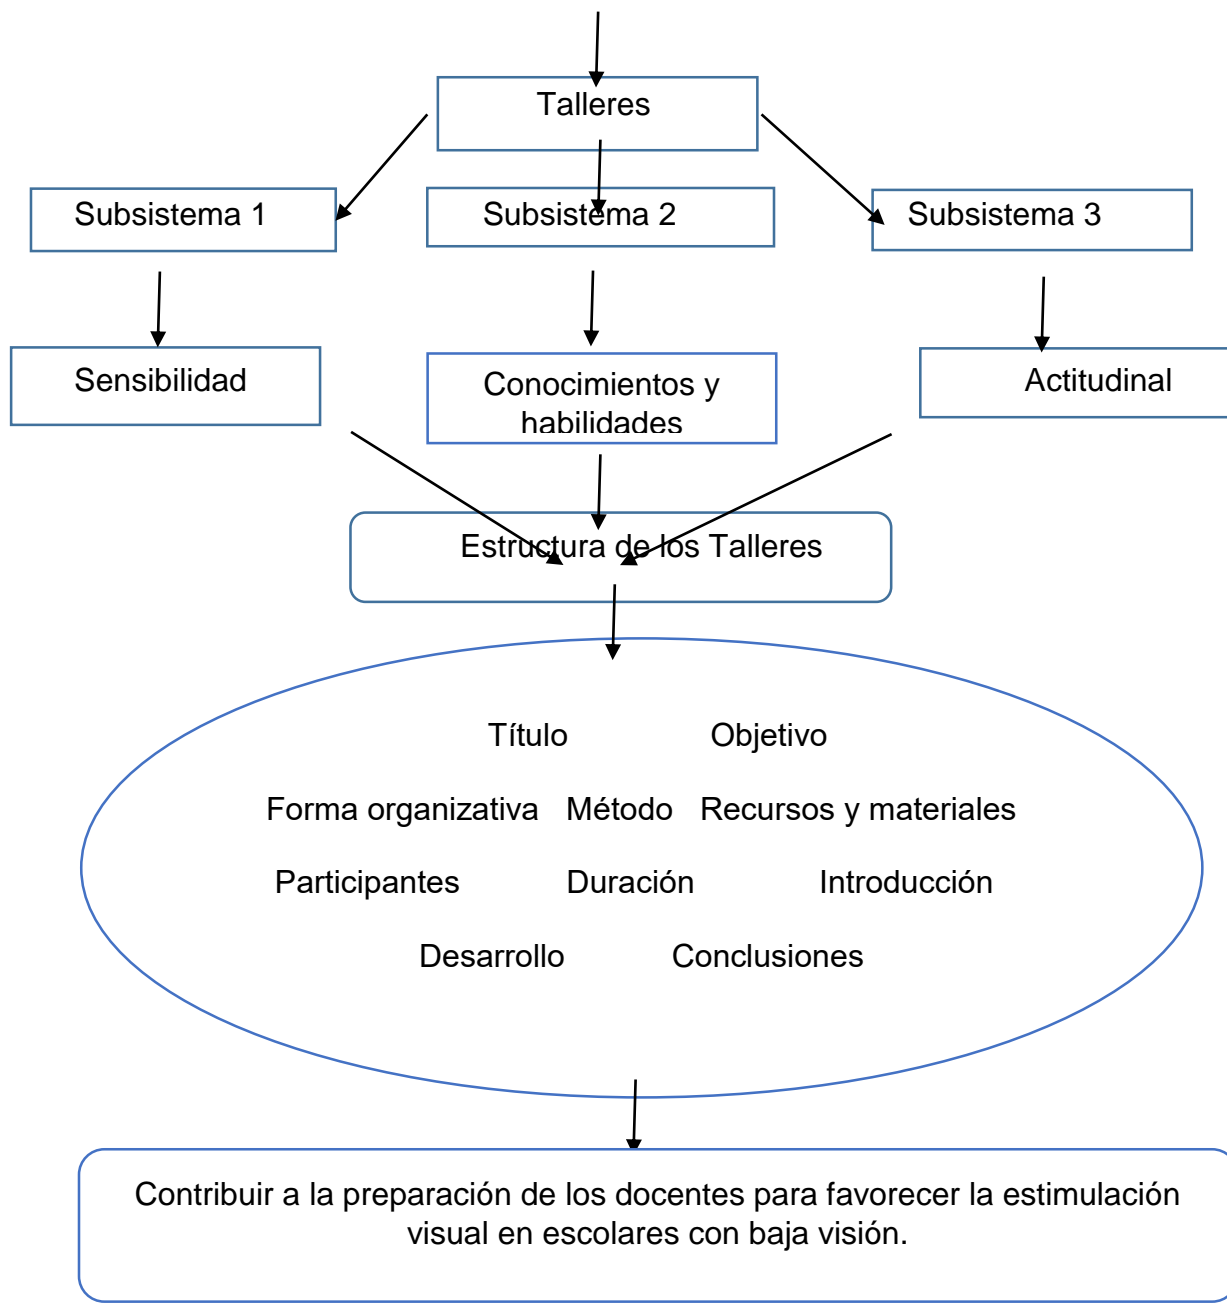 Talleres
Subsistema 1
Subsistema 2
Subsistema 3
Sensibilidad
Conocimientos y
habilidades
Actitudinal
Estructura de los Talleres
Título Objetivo
Forma organizativa Método Recursos y materiales
Participantes Duración Introducción
Desarrollo Conclusiones
Contribuir a la preparación de los docentes para favorecer la estimulación
visual en escolares con baja visión.